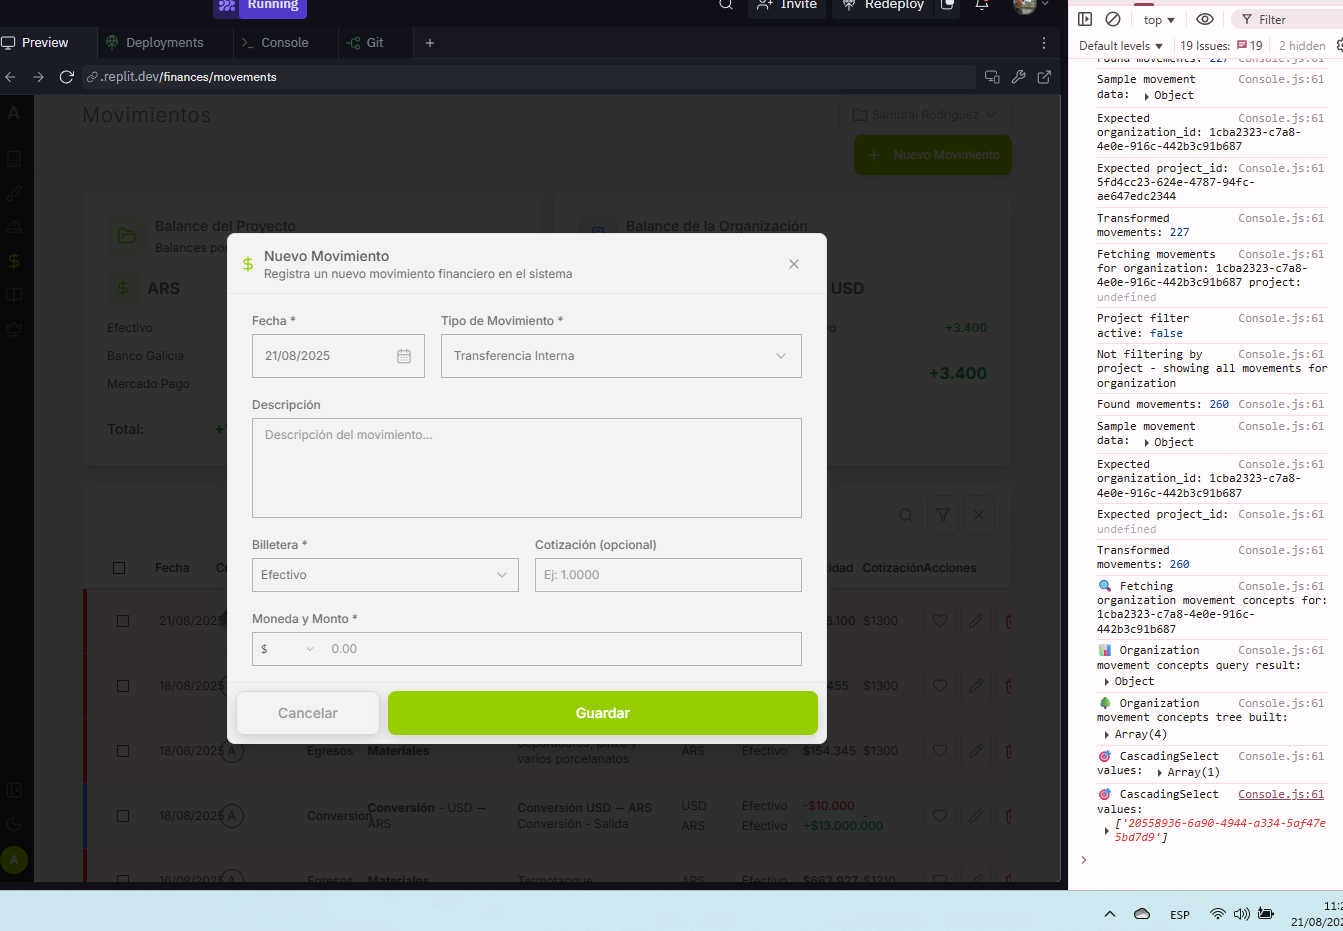 Running
Invite
Redeploy
Preview
Deployments
Console
Git
.replit.dev/finances/movements
A
Movimientos
Samurai Rodriguez
Nuevo Movimiento
Balance del Proyecto
Balance de la Organización
ARS
USD
Efectivo
+3.400
Banco Galicia
Mercado Pago
+3.400
Total:
Nuevo Movimiento
Registra un nuevo movimiento financiero en el sistema
Fecha *
Tipo de Movimiento *
21/08/2025
Transferencia Interna
Descripción
Descripción del movimiento...
Billetera *
Cotización (opcional)
Efectivo
Ej: 1.0000
Moneda y Monto *
$
0.00
Cancelar
Guardar
Fecha
Cotización
Acciones
21/08/2025
$1300
18/08/2025
$1300
18/08/2025
A
Egresos
Materiales
varios porcelanatos
ARS
Efectivo
$154.345
$1300
18/08/2025
A
Conversión
Conversión - USD →
ARS
Conversión USD → ARS
Conversión - Salida
USD
ARS
Efectivo
Efectivo
-$10.000
+$13.000.000
-
16/08/2025
A
Egresos
Materiales
Termotanque
ARS
Efectivo
$663.927
$1310
A
top
Filter
Default levels
19 Issues:
19
2 hidden
Found movements: 227
Console.js:61
Sample movement
data: Object
Console.js:61
Expected
organization_id: 1cba2323-c7a8-
4e0e-916c-442b3c91b687
Console.js:61
Expected project_id:
5fd4cc23-624e-4787-94fc-
ae647edc2344
Console.js:61
Transformed
movements: 227
Console.js:61
Fetching movements
for organization: 1cba2323-c7a8-
4e0e-916c-442b3c91b687 project:
undefined
Console.js:61
Project filter
active: false
Console.js:61
Not filtering by
project - showing all movements for
organization
Console.js:61
Found movements: 260
Console.js:61
Sample movement
data: Object
Console.js:61
Expected
organization_id: 1cba2323-c7a8-
4e0e-916c-442b3c91b687
Console.js:61
Expected project_id:
undefined
Console.js:61
Transformed
movements: 260
Console.js:61
Fetching
organization movement concepts for:
1cba2323-c7a8-4e0e-916c-
442b3c91b687
Console.js:61
Organization
movement concepts query result:
Object
Console.js:61
Organization
movement concepts tree built:
Array(4)
Console.js:61
CascadingSelect
values: Array(1)
Console.js:61
CascadingSelect
values:
['20558936-6a90-4944-a334-5af47e
5bd7d9']
Console.js:61
ESP